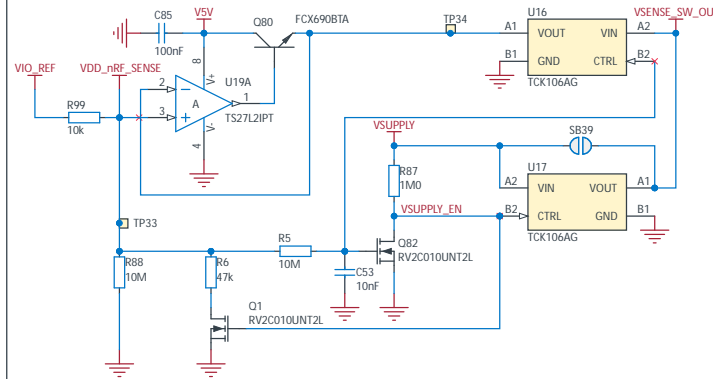 C85
V5V
Q80
FCX690BTA
TP34
U16
VSENSE_SW_OU
100nF
A1
VOUT
VIN
A2
B1
GND
CTRL
B2
TCK106AG
VIO_REF
VDD_nRF_SENSE
8
V+
U19A
2
A
1
3
TS27L2IPT
V-
4
R99
10k
VSUPPLY
SB39
R87
1M0
U17
A2
VIN
VOUT
A1
VSUPPLY_EN
B2
CTRL
GND
B1
TCK106AG
TP33
R5
10M
Q82
RV2C010UNT2L
R88
10M
R6
47k
C53
10nF
Q1
RV2C010UNT2L